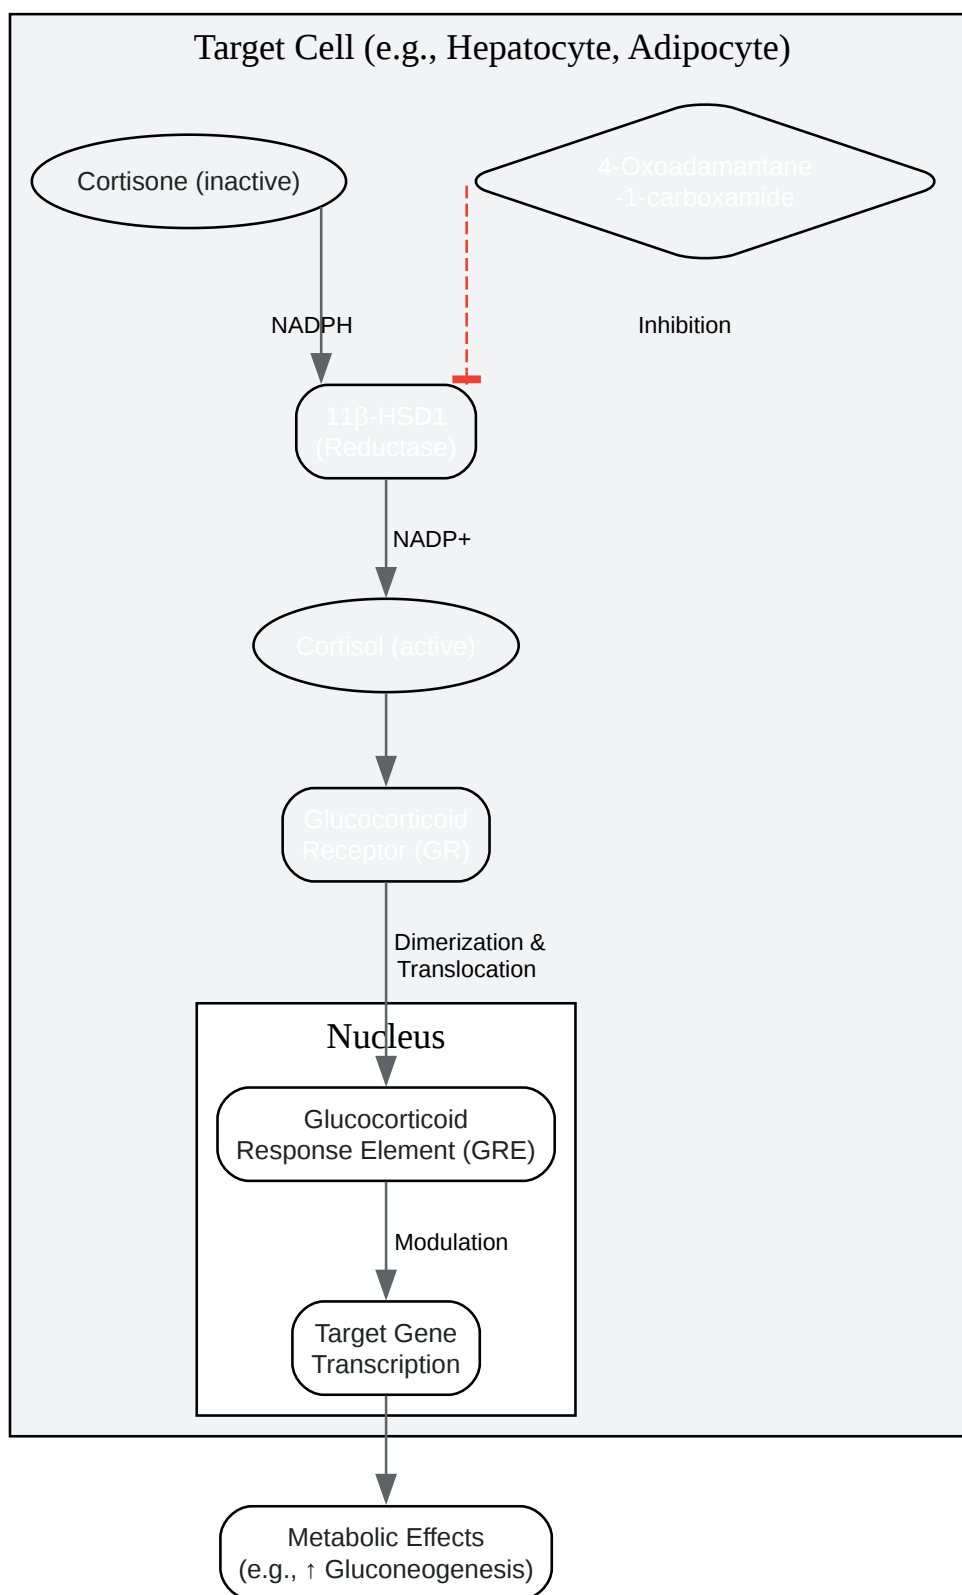 Target Cell (e.g., Hepatocyte, Adipocyte)
Cortisone (inactive)
4-Oxoadamantane
-1-carboxamide
NADPH
Inhibition
11β-HSD1
(Reductase)
NADP+
Cortisol (active)
Glucocorticoid
Receptor (GR)
Dimerization &
Translocation
Nucleus
Glucocorticoid
Response Element (GRE)
Modulation
Target Gene
Transcription
Metabolic Effects
(e.g., ↑ Gluconeogenesis)